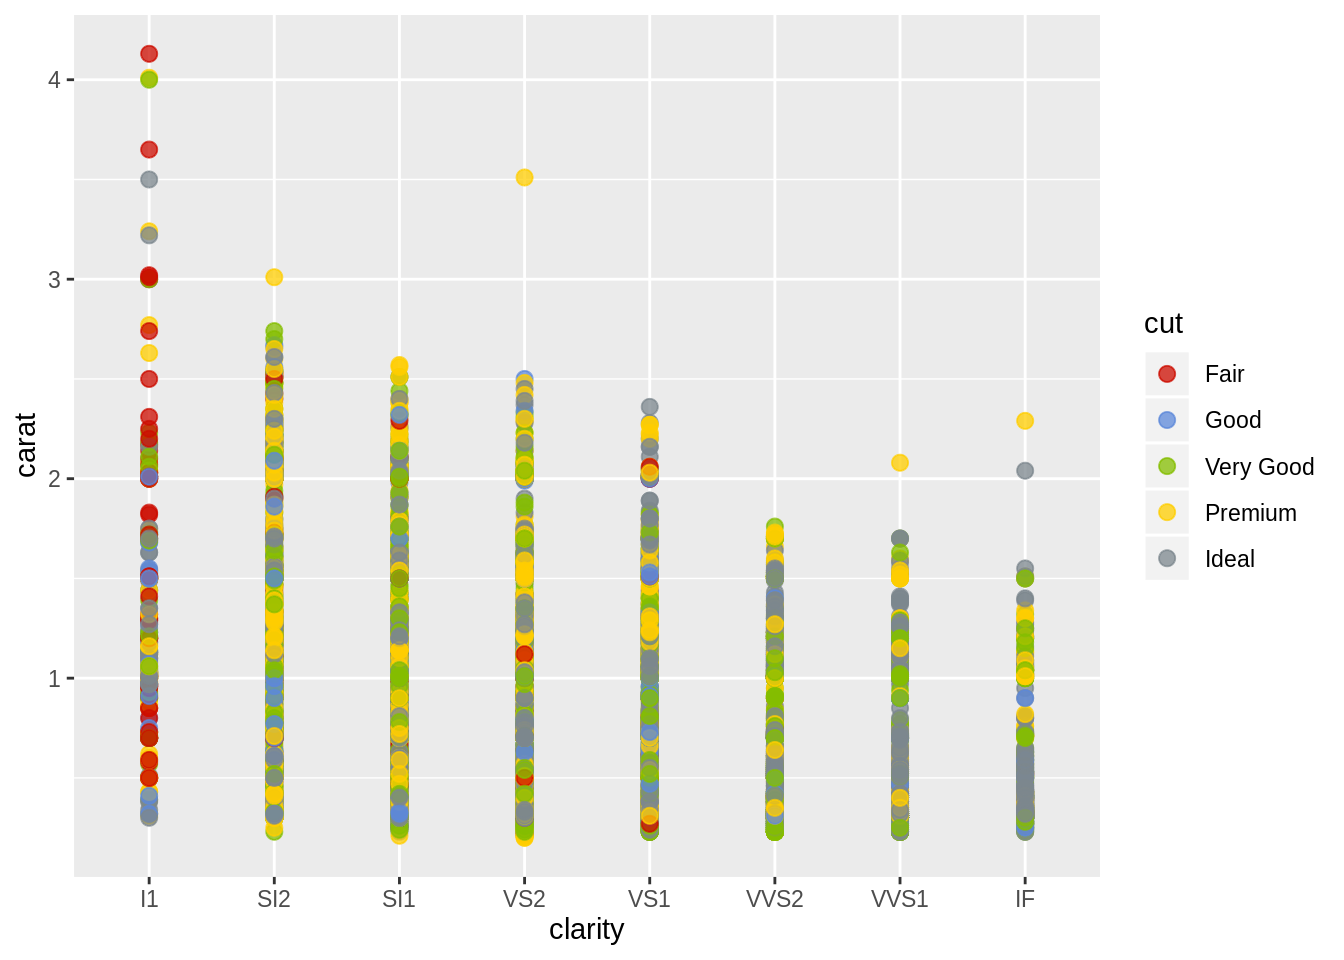 4
3
2
1
carat
I1 SI2 SI1 VS2 VS1 VVS2 VVS1 IF
clarity
cut
Fair
Good
Very Good
Premium
Ideal